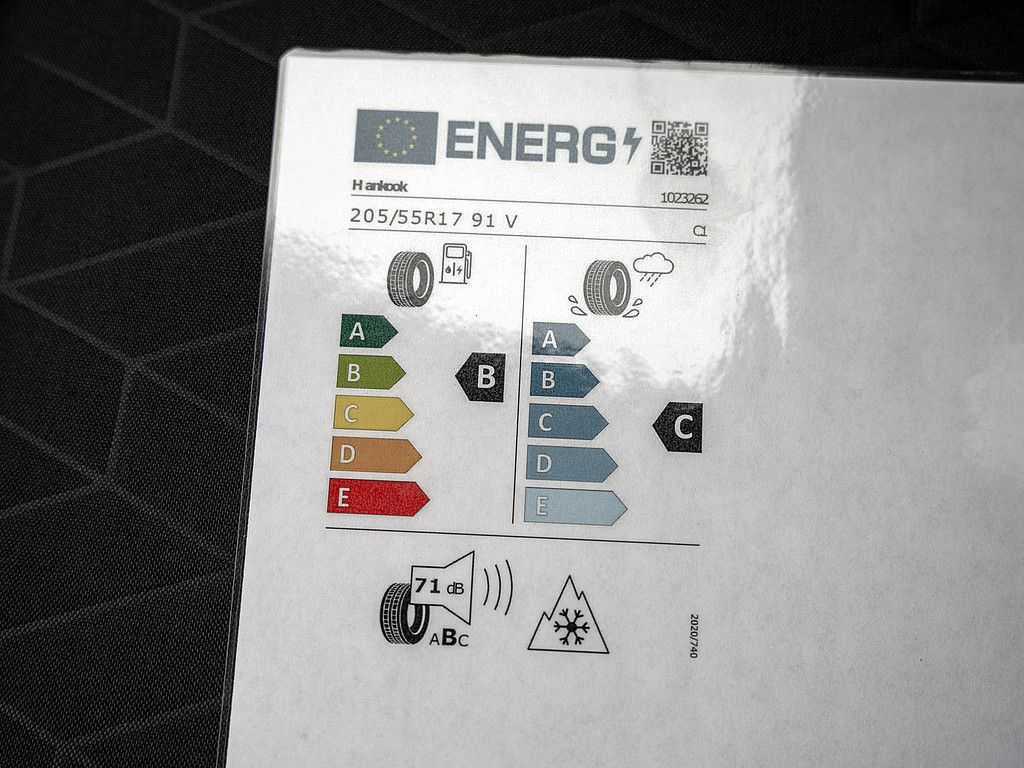 ENERG
Hankook
1023262
205/55R17 91 V
C1
A
B
C
D
E
B
A
B
C
D
E
C
71 dB
ABC
2020/740